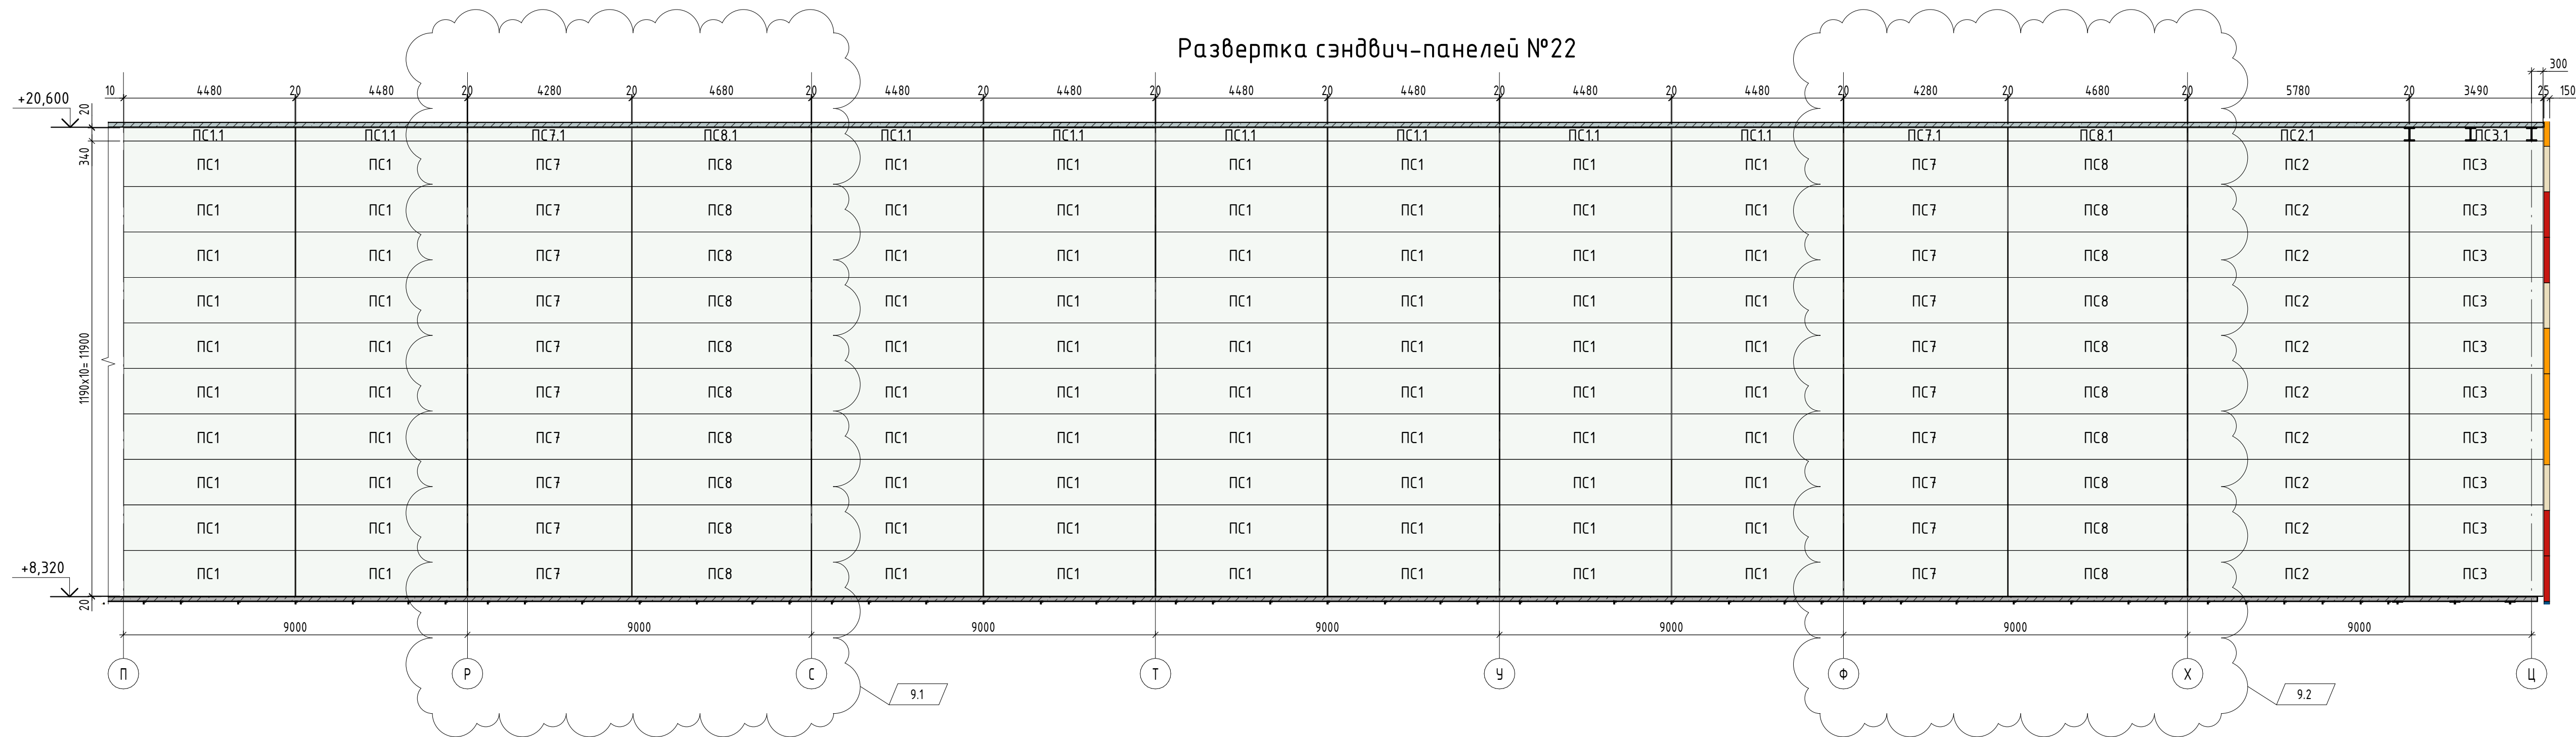 Развертка сэндвич-панелей №22
300
10 4480 20 4480 20 4280 20 4680 20 4480 20 4480 20 4480 20 4480 20 4480 20 4480 20 4280 20 4680 20 5780 20 3490 25 150
+20,600
20
ПС1.1 ПС1.1 ПС7.1 ПС8.1 ПС1.1 ПС1.1 ПС1.1 ПС1.1 ПС1.1 ПС1.1 ПС7.1 ПС8.1 ПС2.1 ПС3.1
340
ПС1 ПС1 ПС7 ПС8 ПС1 ПС1 ПС1 ПС1 ПС1 ПС1 ПС7 ПС8 ПС2 ПС3
ПС1 ПС1 ПС7 ПС8 ПС1 ПС1 ПС1 ПС1 ПС1 ПС1 ПС7 ПС8 ПС2 ПС3
ПС1 ПС1 ПС7 ПС8 ПС1 ПС1 ПС1 ПС1 ПС1 ПС1 ПС7 ПС8 ПС2 ПС3
ПС1 ПС1 ПС7 ПС8 ПС1 ПС1 ПС1 ПС1 ПС1 ПС1 ПС7 ПС8 ПС2 ПС3
ПС1 ПС1 ПС7 ПС8 ПС1 ПС1 ПС1 ПС1 ПС1 ПС1 ПС7 ПС8 ПС2 ПС3
1190x10= 11900
ПС1 ПС1 ПС7 ПС8 ПС1 ПС1 ПС1 ПС1 ПС1 ПС1 ПС7 ПС8 ПС2 ПС3
ПС1 ПС1 ПС7 ПС8 ПС1 ПС1 ПС1 ПС1 ПС1 ПС1 ПС7 ПС8 ПС2 ПС3
ПС1 ПС1 ПС7 ПС8 ПС1 ПС1 ПС1 ПС1 ПС1 ПС1 ПС7 ПС8 ПС2 ПС3
ПС1 ПС1 ПС7 ПС8 ПС1 ПС1 ПС1 ПС1 ПС1 ПС1 ПС7 ПС8 ПС2 ПС3
ПС1 ПС1 ПС7 ПС8 ПС1 ПС1 ПС1 ПС1 ПС1 ПС1 ПС7 ПС8 ПС2 ПС3
+8,320
20
9000 9000 9000 9000 9000 9000 9000
П Р С Т У Ф Х Ц
9.1 9.2